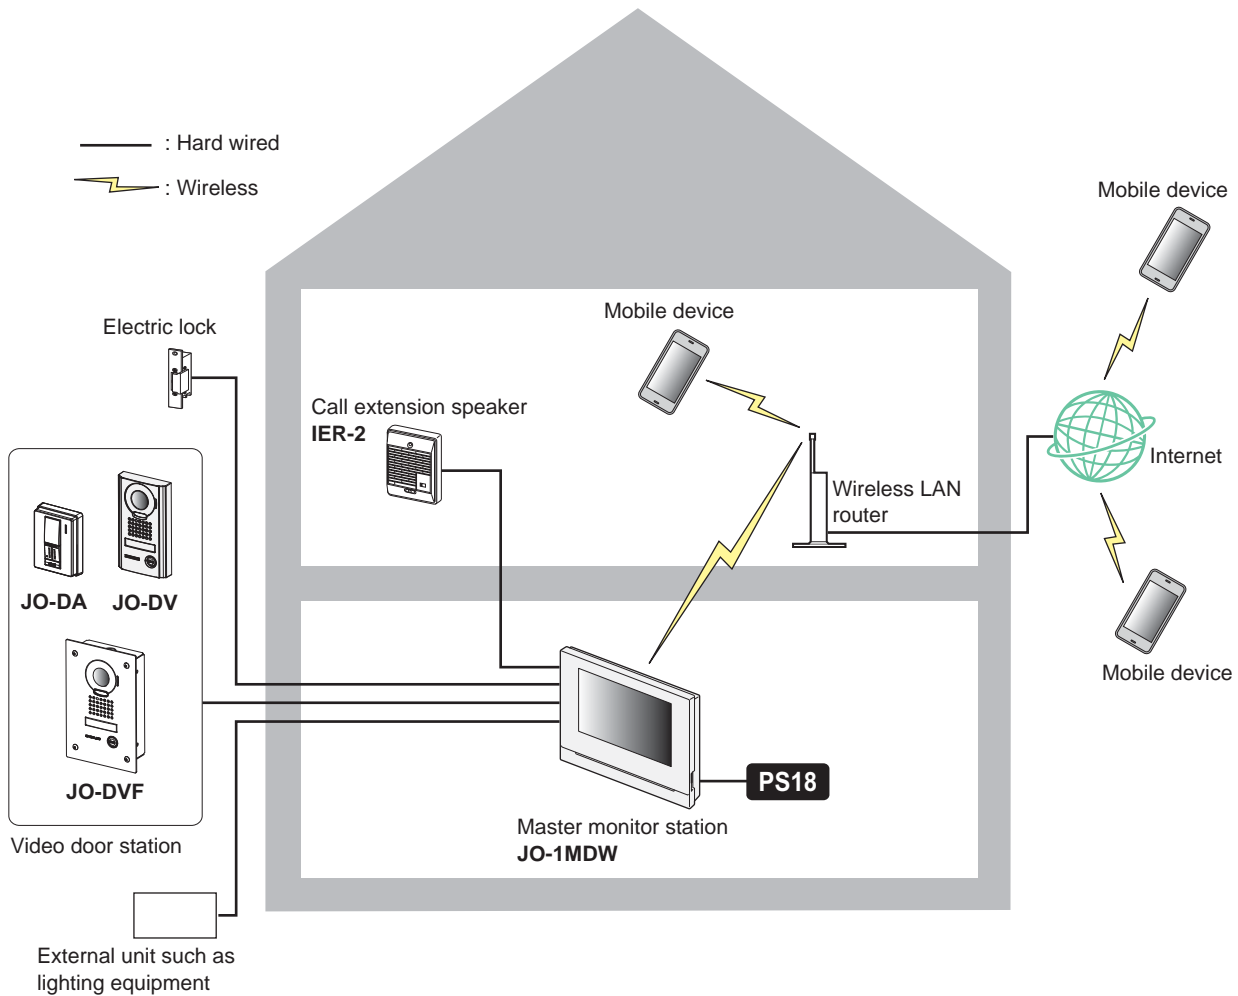 : Hard wired
: Wireless
Mobile device
Mobile device
Electric lock
Call extension speaker
IER-2
Internet
Wireless LAN
router
JO-DA
JO-DV
JO-DVF
Video door station
Mobile device
PS18
Master monitor station
JO-1MDW
External unit such as
lighting equipment